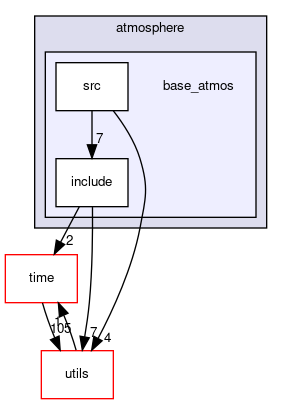 atmosphere
src
base_atmos
7
include
2
time
1
105
7
4
utils